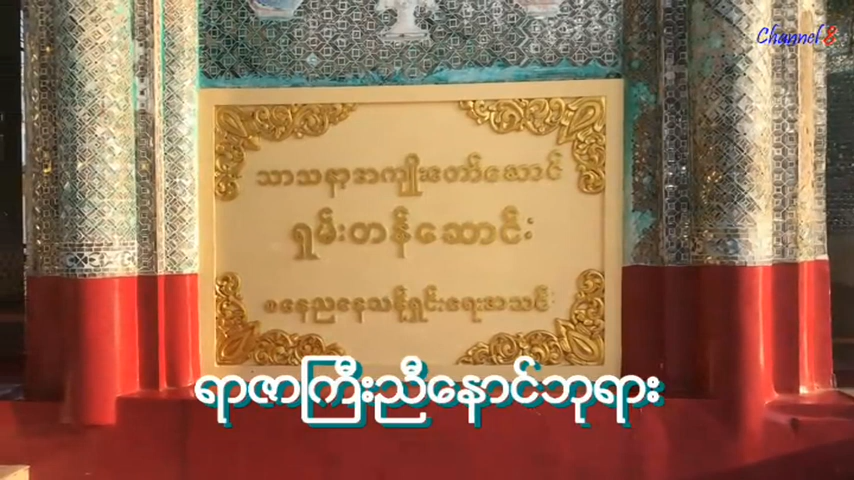 Channel 8
သာသနာ့အကျိုးတော်ဆောင်
ရှမ်းတန်ဆောင်း
စနေညနေသန့်ရှင်းရေးအသင်း
ရာဇာကြီးညီနောင်ဘုရား